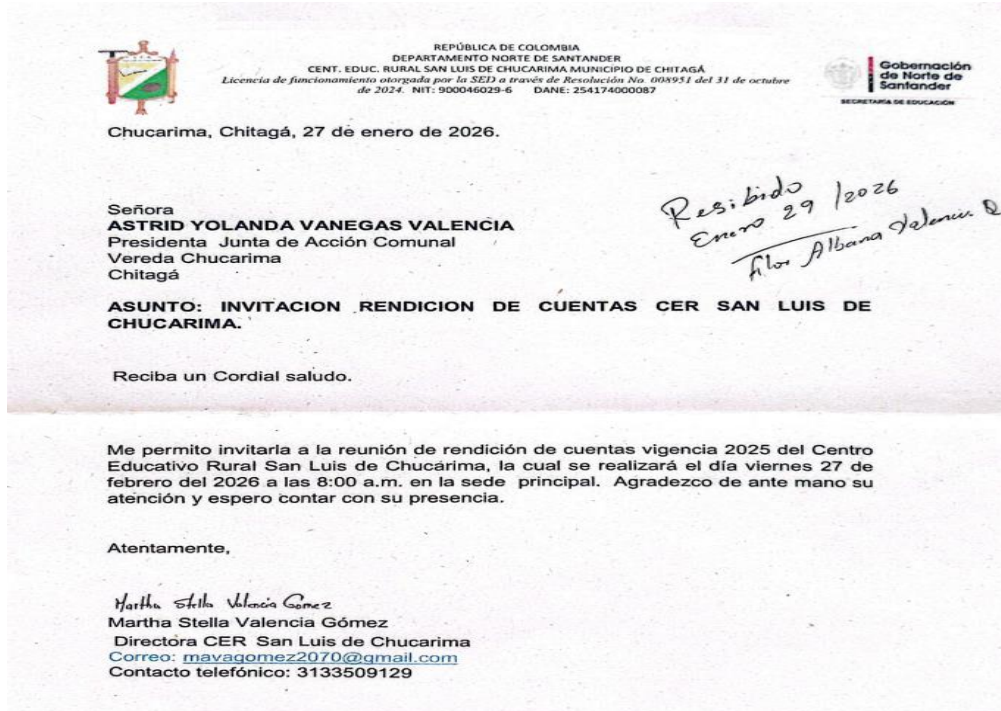 REPÚBLICA DE COLOMBIA
DEPARTAMENTO NORTE DE SANTANDER
CENT. EDUC. RURAL SAN LUIS DE CHUCARIMA MUNICIPIO DE CHITAGÁ
Licencia de funcionamiento otorgada por la SED a través de Resolución No. 008951 del 31 de octubre
de 2024. NIT: 900046029-6 DANE: 254174000087
Gobernación
de Norte de
Santander
SECRETARÍA DE EDUCACIÓN
Chucarima, Chitagá, 27 de enero de 2026.
Resibido
Enero 29 /2026
Flor Albana Valencia
Señora
ASTRID YOLANDA VANEGAS VALENCIA
Presidenta Junta de Acción Comunal
Vereda Chucarima
Chitagá
ASUNTO: INVITACION RENDICION DE CUENTAS CER SAN LUIS DE
CHUCARIMA.
Reciba un Cordial saludo.
Me permito invitarla a la reunión de rendición de cuentas vigencia 2025 del Centro
Educativo Rural San Luis de Chucarima, la cual se realizará el día viernes 27 de
febrero del 2026 a las 8:00 a.m. en la sede principal. Agradezco de ante mano su
atención y espero contar con su presencia.
Atentamente,
Martha Stella Valencia Gomez
Martha Stella Valencia Gómez
Directora CER San Luis de Chucarima
Correo: mavagomez2070@gmail.com
Contacto telefónico: 3133509129